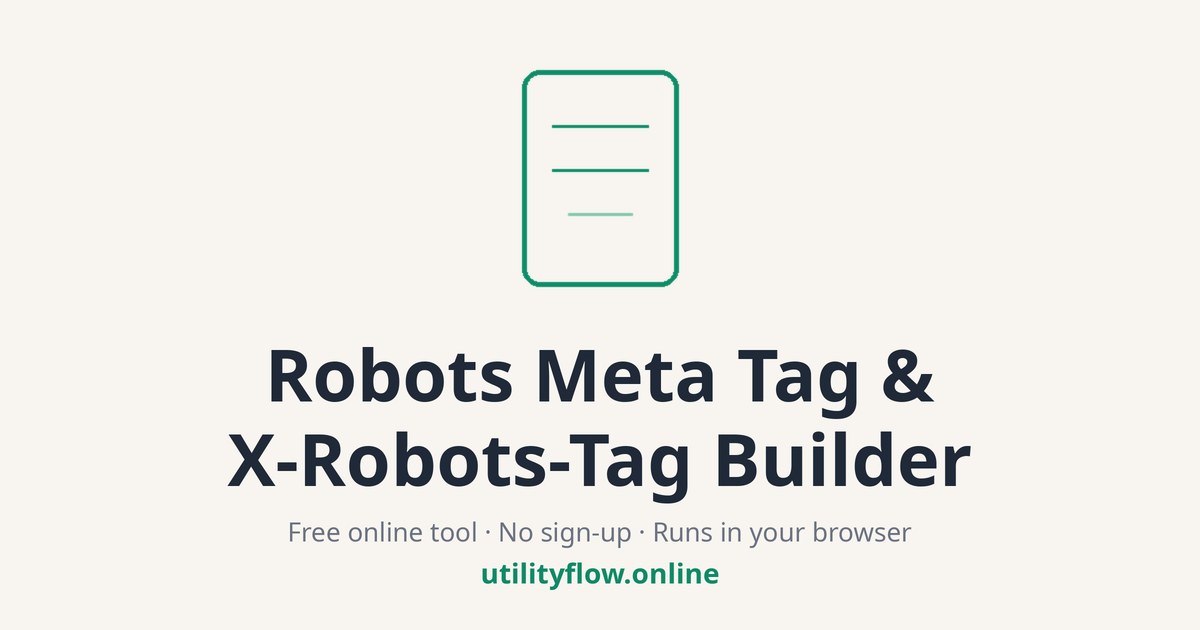 Robots Meta Tag &
X-Robots-Tag Builder
Free online tool · No sign-up · Runs in your browser
utilityflow.online